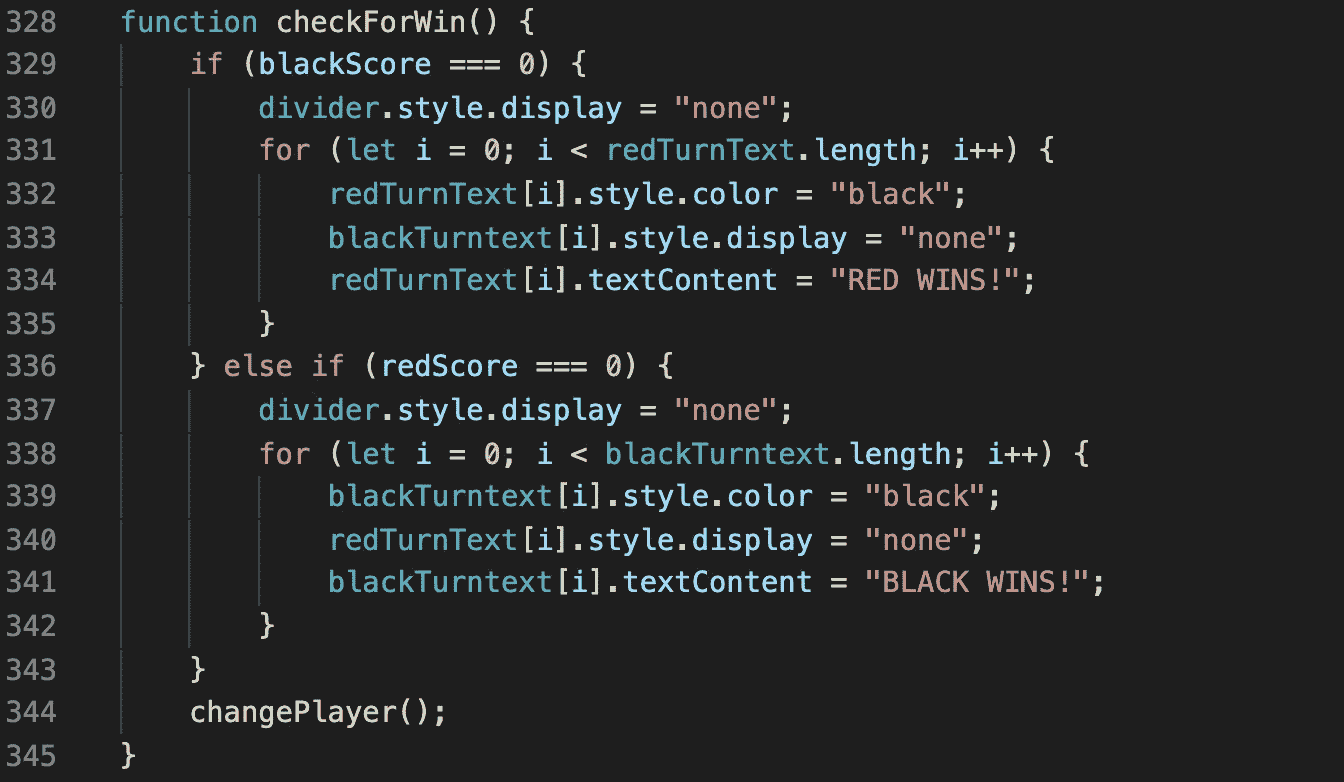 328 function checkForWin() {
329 if (blackScore === 0) {
330 divider.style.display = "none";
331 for (let i = 0; i < redTurnText.length; i++) {
332 redTurnText[i].style.color = "black";
333 blackTurntext[i].style.display = "none";
334 redTurnText[i].textContent = "RED WINS!";
335 }
336 } else if (redScore === 0) {
337 divider.style.display = "none";
338 for (let i = 0; i < blackTurntext.length; i++) {
339 blackTurntext[i].style.color = "black";
340 redTurnText[i].style.display = "none";
341 blackTurntext[i].textContent = "BLACK WINS!";
342 }
343 }
344 changePlayer();
345 }